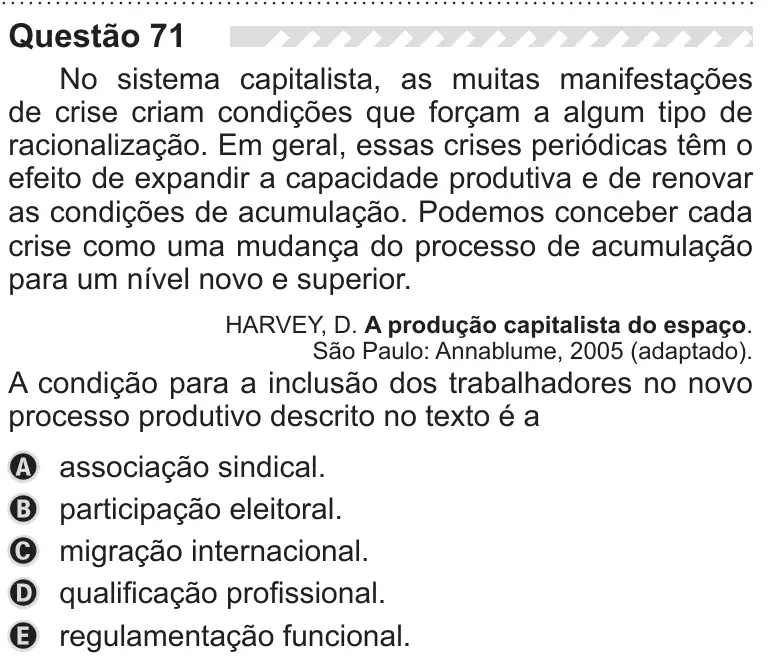 Questão 71
No sistema capitalista, as muitas manifestações
de crise criam condições que forçam a algum tipo de
racionalização. Em geral, essas crises periódicas têm o
efeito de expandir a capacidade produtiva e de renovar
as condições de acumulação. Podemos conceber cada
crise como uma mudança do processo de acumulação
para um nível novo e superior.
HARVEY, D. A produção capitalista do espaço.
São Paulo: Annablume, 2005 (adaptado).
A condição para a inclusão dos trabalhadores no novo
processo produtivo descrito no texto é a
A associação sindical.
B participação eleitoral.
C migração internacional.
D qualificação profissional.
E regulamentação funcional.